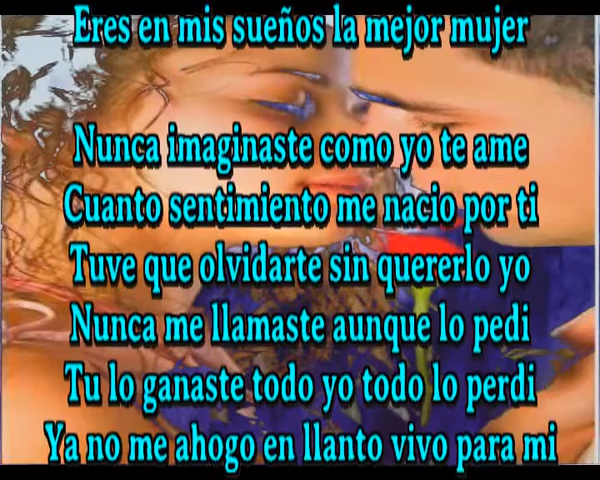 Eres en mis sueños la mejor mujer
Nunca imaginaste como yo te ame
Cuanto sentimiento me nacio por ti
Tuve que olvidarte sin quererlo yo
Nunca me llamaste aunque lo pedi
Tu lo ganaste todo yo todo lo perdi
Ya no me ahogo en llanto vivo para mi